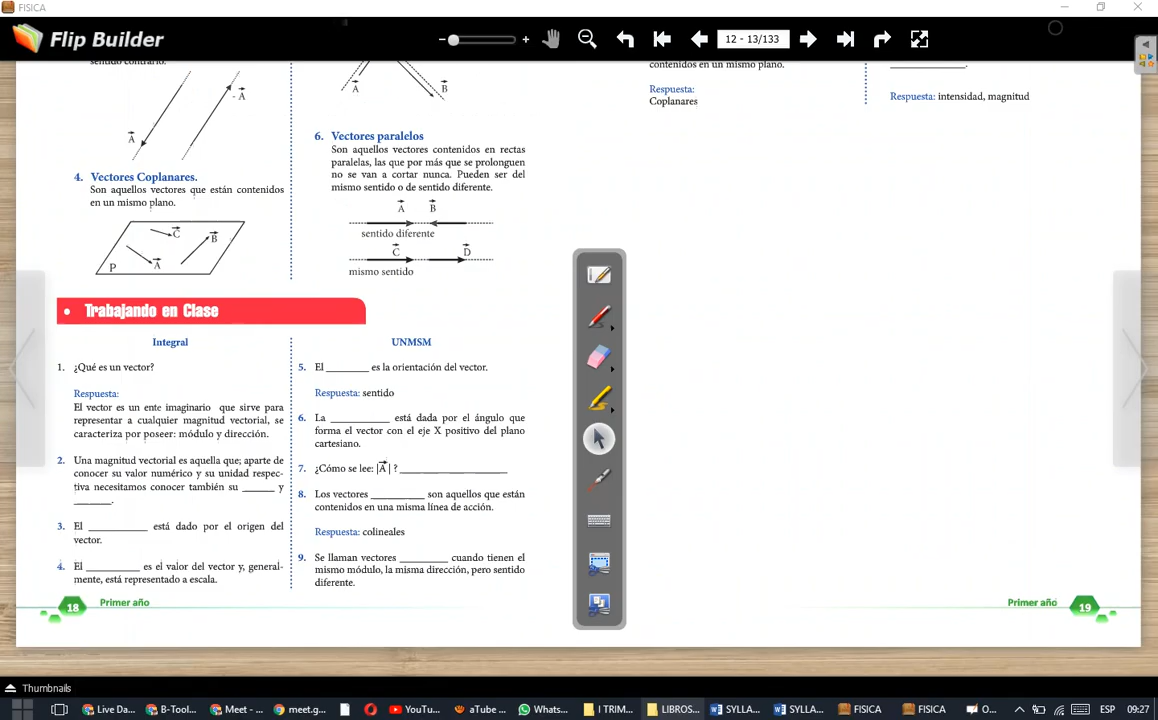 FISICA
Flip Builder
12 - 13/133
sentido contrario.
- A
A
4. Vectores Coplanares.
Son aquellos vectores que están contenidos
en un mismo plano.
C
B
A
P
A
B
6. Vectores paralelos
Son aquellos vectores contenidos en rectas
paralelas, las que por más que se prolonguen
no se van a cortar nunca. Pueden ser del
mismo sentido o de sentido diferente.
A B
sentido diferente
C D
mismo sentido
contenidos en un mismo plano.
Respuesta:
Coplanares
_______________.
Respuesta: intensidad, magnitud
• Trabajando en Clase
Integral
1. ¿Qué es un vector?
Respuesta:
El vector es un ente imaginario que sirve para
representar a cualquier magnitud vectorial, se
caracteriza por poseer: módulo y dirección.
2. Una magnitud vectorial es aquella que; aparte de
conocer su valor numérico y su unidad respec-
tiva necesitamos conocer también su ______ y
_______.
3. El __________ está dado por el origen del
vector.
4. El _________ es el valor del vector y, general-
mente, está representado a escala.
UNMSM
5. El _______ es la orientación del vector.
Respuesta: sentido
6. La __________ está dada por el ángulo que
forma el vector con el eje X positivo del plano
cartesiano.
7. ¿Cómo se lee: |A| ? __________________
8. Los vectores _________ son aquellos que están
contenidos en una misma línea de acción.
Respuesta: colineales
9. Se llaman vectores ________ cuando tienen el
mismo módulo, la misma dirección, pero sentido
diferente.
18 Primer año
Primer año 19
Thumbnails
Live Da... B-Tool... Meet - ... meet.g... YouTu... aTube ... Whats... I TRIM... LIBROS... SYLLA... SYLLA... FISICA FISICA O... ESP 09:27